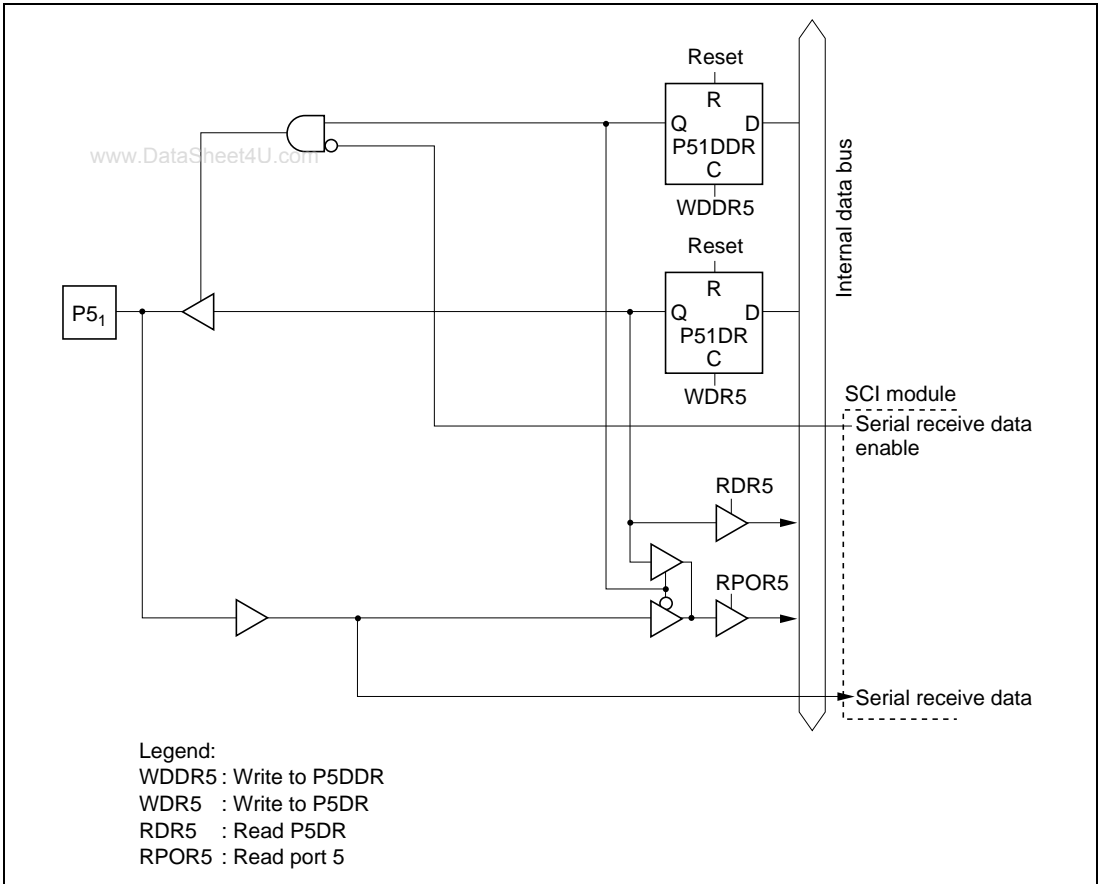 Reset
R
Q D
P51DDR
C
WDDR5
www.DataSheet4U.com
Internal data bus
Reset
R
Q D
P51DR
C
WDR5
P5₁
SCI module
Serial receive data
enable
RDR5
RPOR5
Serial receive data
Legend:
WDDR5 : Write to P5DDR
WDR5 : Write to P5DR
RDR5 : Read P5DR
RPOR5 : Read port 5